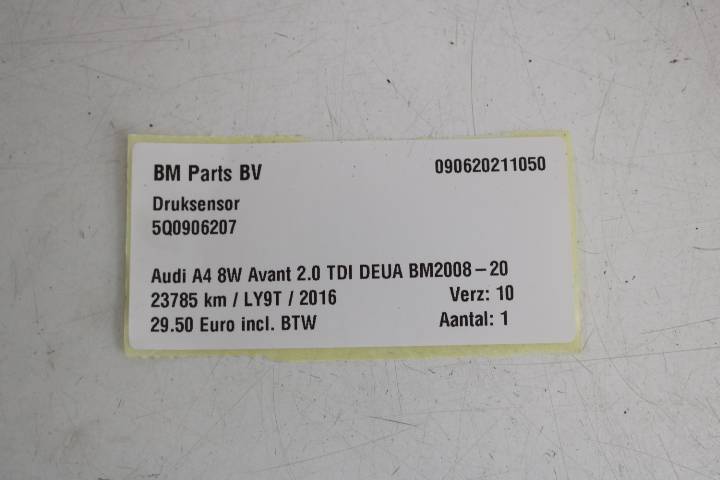 BM Parts BV 090620211050
Druksensor
5Q0906207
Audi A4 8W Avant 2.0 TDI DEUA BM2008-20
23785 km / LY9T / 2016 Verz: 10
29.50 Euro incl. BTW Aantal: 1